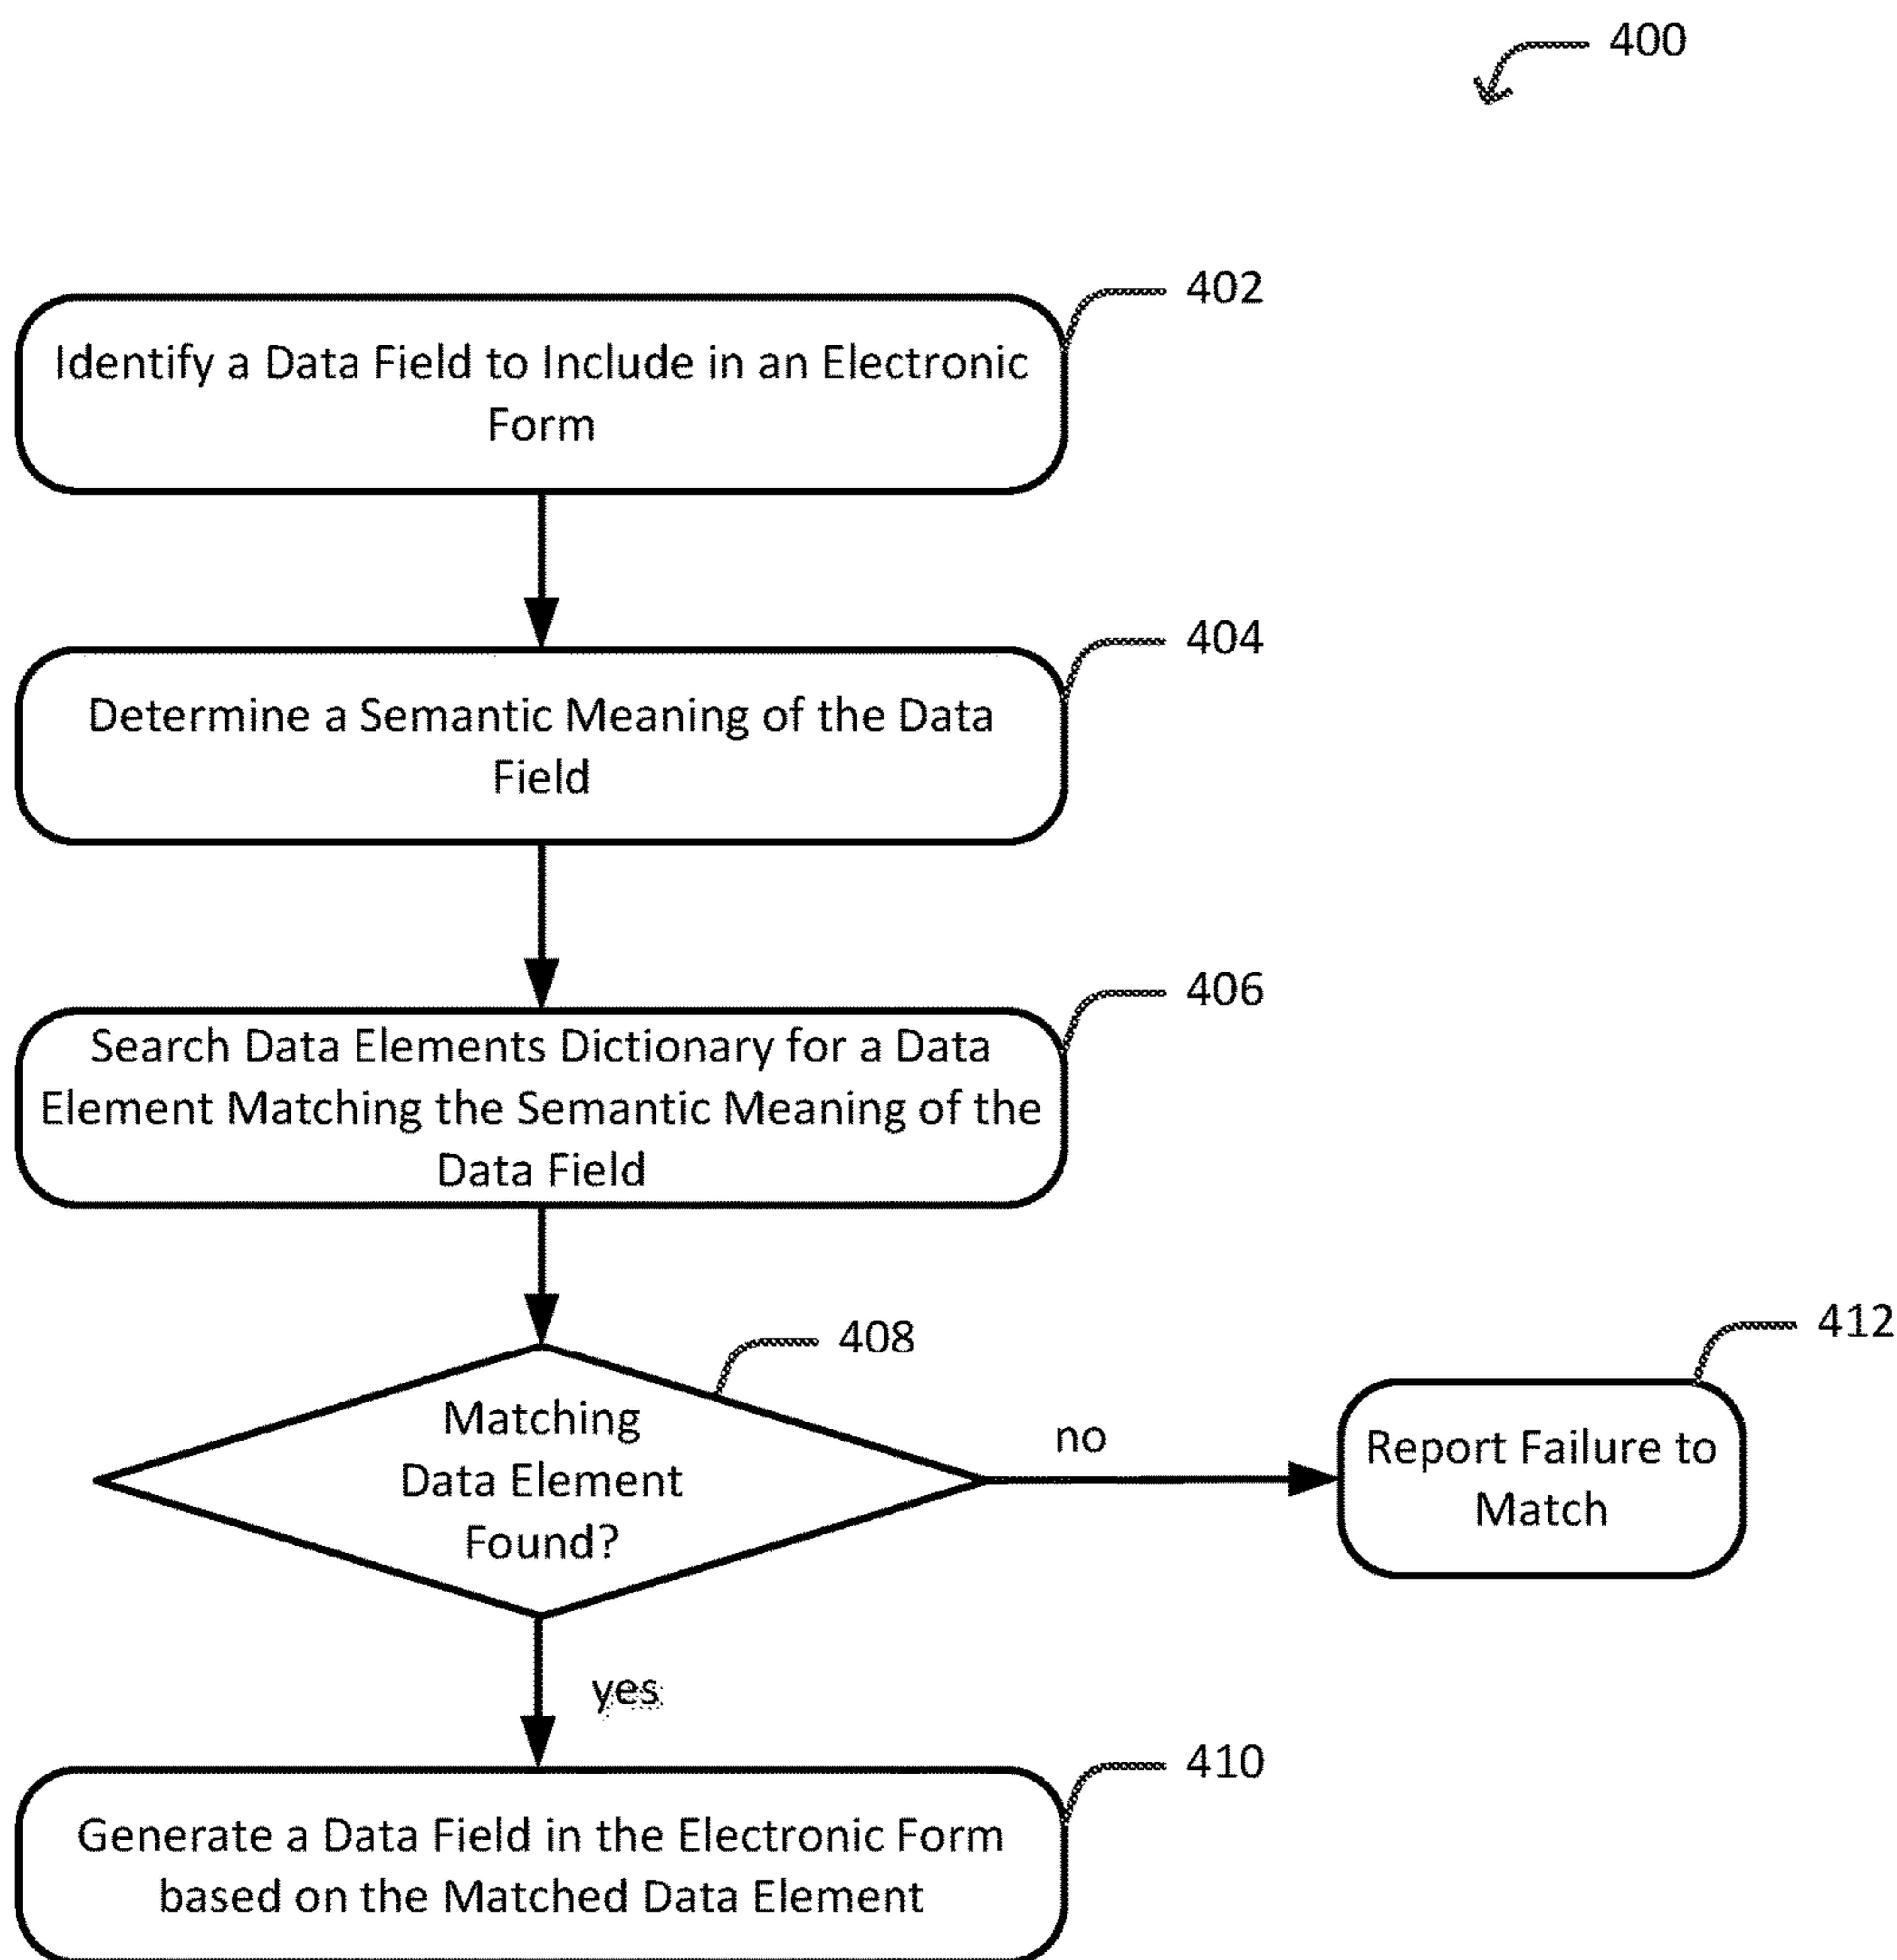 400
402
Identify a Data Field to Include in an Electronic
Form
404
Determine a Semantic Meaning of the Data
Field
406
Search Data Elements Dictionary for a Data
Element Matching the Semantic Meaning of the
Data Field
408
Matching
Data Element
Found?
no
412
Report Failure to
Match
yes
410
Generate a Data Field in the Electronic Form
based on the Matched Data Element